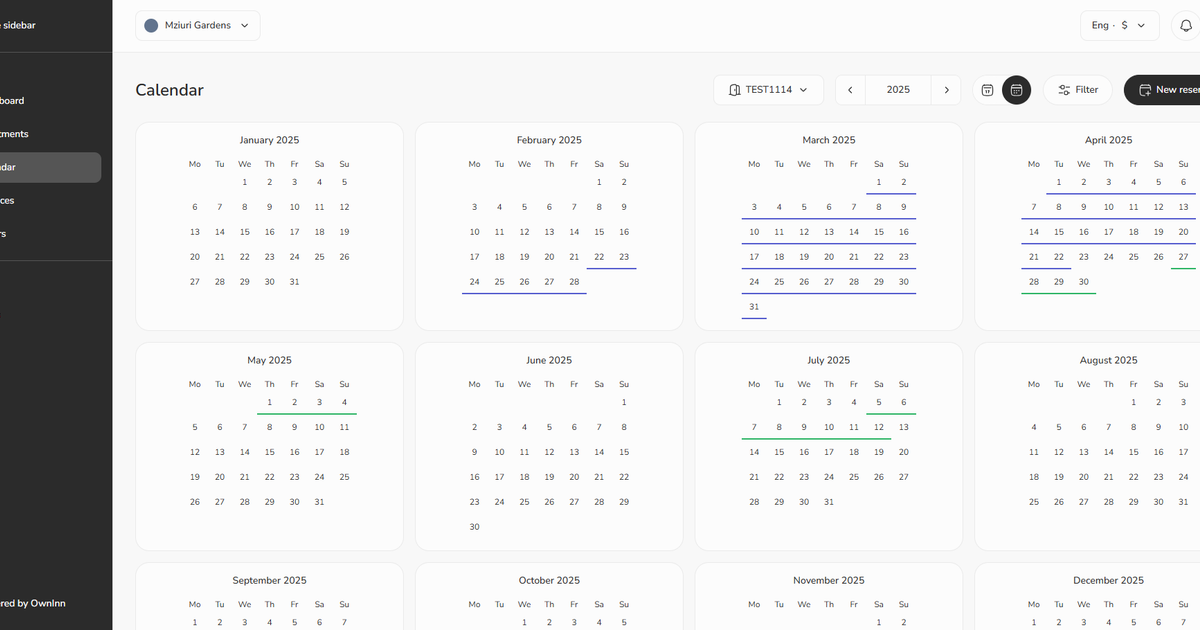 sidebar
Mziuri Gardens
Eng · $
Calendar
TEST1114
2025
Filter
New reser
board
tments
dar
ces
rs
January 2025
Mo Tu We Th Fr Sa Su
1 2 3 4 5
6 7 8 9 10 11 12
13 14 15 16 17 18 19
20 21 22 23 24 25 26
27 28 29 30 31
February 2025
Mo Tu We Th Fr Sa Su
1 2
3 4 5 6 7 8 9
10 11 12 13 14 15 16
17 18 19 20 21 22 23
24 25 26 27 28
March 2025
Mo Tu We Th Fr Sa Su
1 2
3 4 5 6 7 8 9
10 11 12 13 14 15 16
17 18 19 20 21 22 23
24 25 26 27 28 29 30
31
April 2025
Mo Tu We Th Fr Sa Su
1 2 3 4 5 6
7 8 9 10 11 12 13
14 15 16 17 18 19 20
21 22 23 24 25 26 27
28 29 30
May 2025
Mo Tu We Th Fr Sa Su
1 2 3 4
5 6 7 8 9 10 11
12 13 14 15 16 17 18
19 20 21 22 23 24 25
26 27 28 29 30 31
June 2025
Mo Tu We Th Fr Sa Su
1
2 3 4 5 6 7 8
9 10 11 12 13 14 15
16 17 18 19 20 21 22
23 24 25 26 27 28 29
30
July 2025
Mo Tu We Th Fr Sa Su
1 2 3 4 5 6
7 8 9 10 11 12 13
14 15 16 17 18 19 20
21 22 23 24 25 26 27
28 29 30 31
August 2025
Mo Tu We Th Fr Sa Su
1 2 3
4 5 6 7 8 9 10
11 12 13 14 15 16 17
18 19 20 21 22 23 24
25 26 27 28 29 30 31
September 2025
Mo Tu We Th Fr Sa Su
1 2 3 4 5 6 7
October 2025
Mo Tu We Th Fr Sa Su
1 2 3 4 5
November 2025
Mo Tu We Th Fr Sa Su
1 2
December 2025
Mo Tu We Th Fr Sa Su
1 2 3 4 5 6 7
red by OwnInn